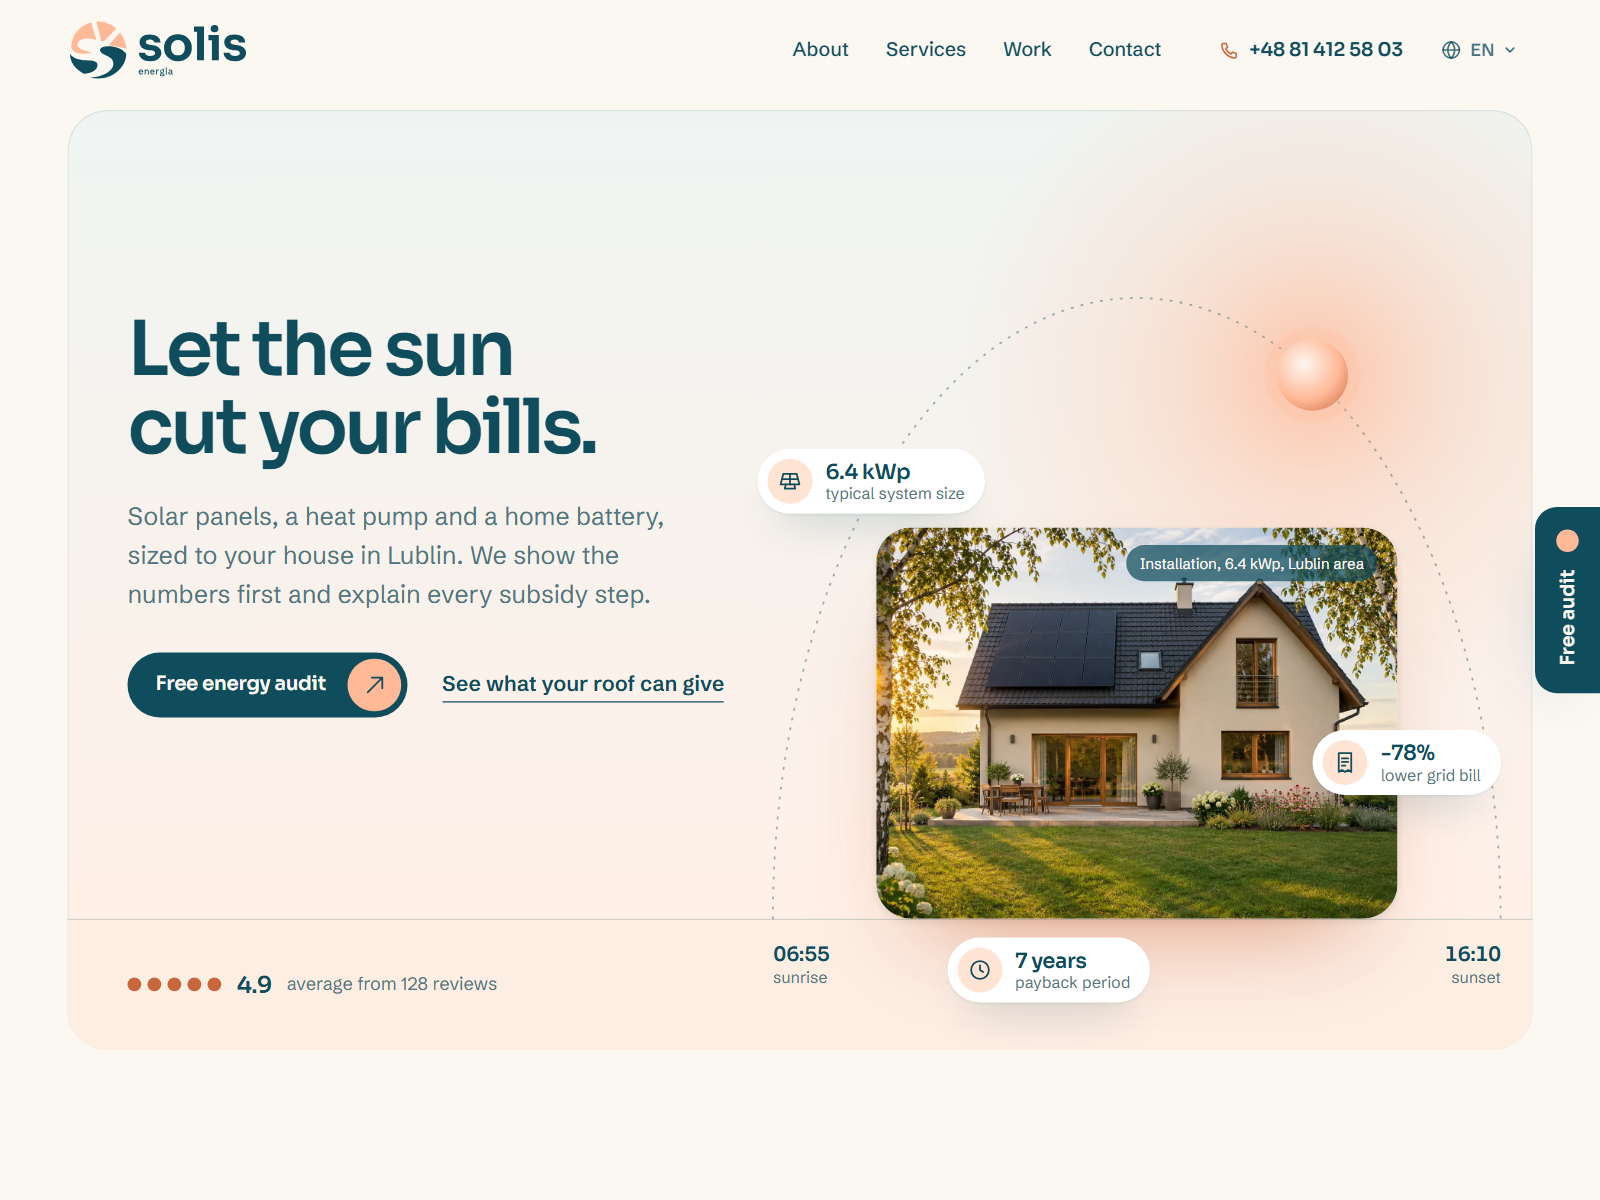 solis
energia
About
Services
Work
Contact
+48 81 412 58 03
EN
Let the sun
cut your bills.
Solar panels, a heat pump and a home battery,
sized to your house in Lublin. We show the
numbers first and explain every subsidy step.
Free energy audit
See what your roof can give
6.4 kWp
typical system size
Installation, 6.4 kWp, Lublin area
-78%
lower grid bill
Free audit
06:55
sunrise
7 years
payback period
16:10
sunset
4.9 average from 128 reviews